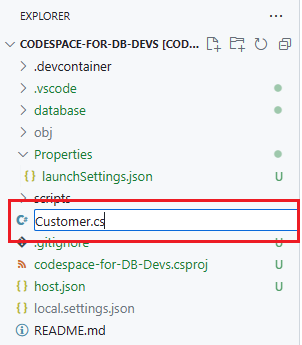 EXPLORER
CODESPACE-FOR-DB-DEVS [COD...
.devcontainer
.vscode
database
obj
Properties
{} launchSettings.json U
scripts
C# Customer.cs
.gitignore U
codespace-for-DB-Devs.csproj U
{} host.json U
{} local.settings.json
README.md